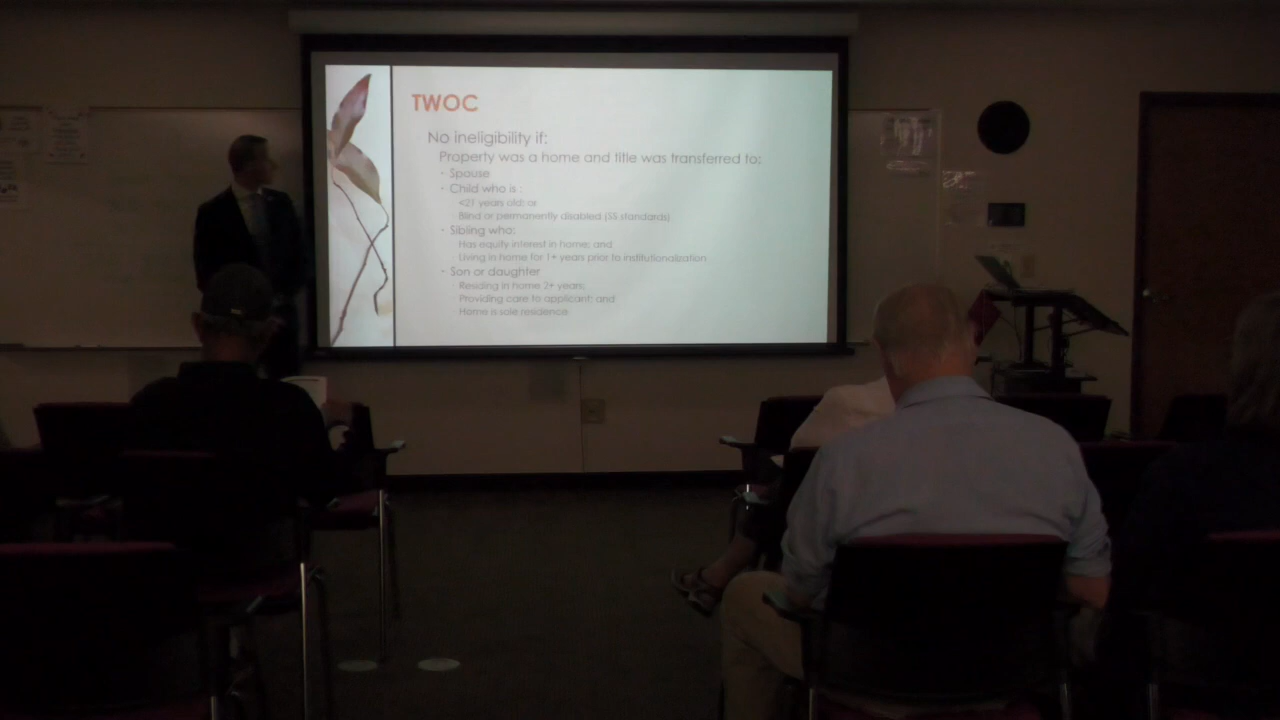 TWOC
No ineligibility if:
Property was a home and title was transferred to:
- Spouse
- Child who is :
<21 years old; or
Blind or permanently disabled (SS standards)
- Sibling who:
Has equity interest in home; and
Living in home for 1+ years prior to institutionalization
- Son or daughter
Residing in home 2+ years;
Providing care to applicant; and
Home is sole residence